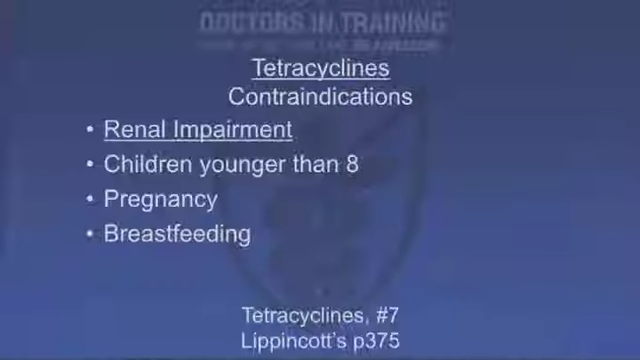 DOCTORS IN TRAINING
Tetracyclines
Contraindications
• Renal Impairment
• Children younger than 8
• Pregnancy
• Breastfeeding
Tetracyclines, #7
Lippincott's p375